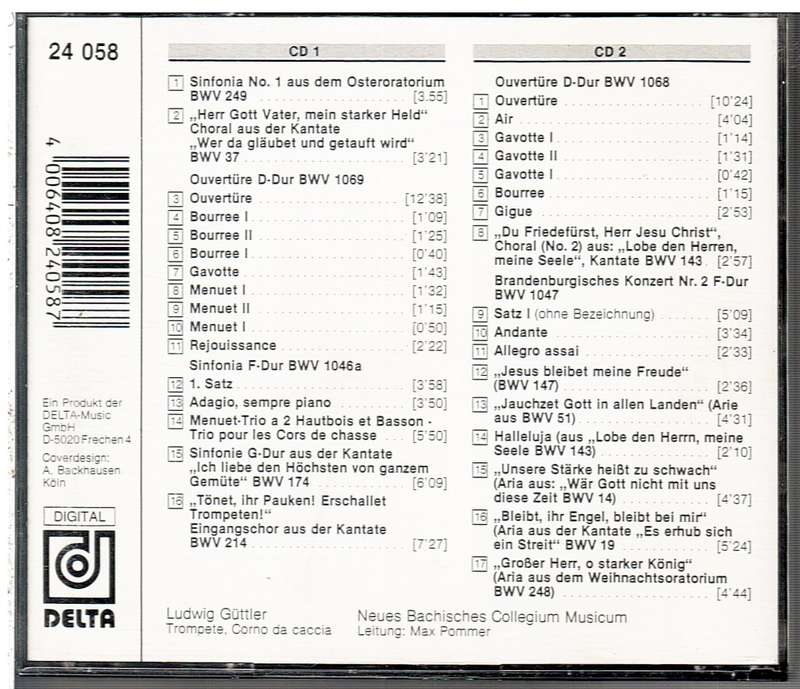 24 058
4 006408 240587
Ein Produkt der
DELTA-Music
GmbH
D-5020 Frechen 4
Coverdesign:
A. Backhausen
Köln
DIGITAL
DELTA
CD 1
1 Sinfonia No. 1 aus dem Osteroratorium
BWV 249 [3.55]
2 „Herr Gott Vater, mein starker Held“
Choral aus der Kantate
„Wer da gläubet und getauft wird“
BWV 37 [3'21]
Ouvertüre D-Dur BWV 1069
3 Ouvertüre [12'38]
4 Bourree I [1'09]
5 Bourree II [1'25]
6 Bourree I [0'40]
7 Gavotte [1'43]
8 Menuet I [1'32]
9 Menuet II [1'15]
10 Menuet I [0'50]
11 Rejouissance [2'22]
Sinfonia F-Dur BWV 1046a
12 1. Satz [3'58]
13 Adagio, sempre piano [3'50]
14 Menuet-Trio a 2 Hautbois et Basson -
Trio pour les Cors de chasse [5'50]
15 Sinfonie G-Dur aus der Kantate
„Ich liebe den Höchsten von ganzem
Gemüte“ BWV 174 [6'09]
16 „Tönet, ihr Pauken! Erschallet
Trompeten!“
Eingangschor aus der Kantate
BWV 214 [7'27]
CD 2
Ouvertüre D-Dur BWV 1068
1 Ouvertüre [10'24]
2 Air [4'04]
3 Gavotte I [1'14]
4 Gavotte II [1'31]
5 Gavotte I [0'42]
6 Bourree [1'15]
7 Gigue [2'53]
8 „Du Friedefürst, Herr Jesu Christ“,
Choral (No. 2) aus: „Lobe den Herren,
meine Seele“, Kantate BWV 143 [2'57]
Brandenburgisches Konzert Nr. 2 F-Dur
BWV 1047
9 Satz I (ohne Bezeichnung) [5'09]
10 Andante [3'34]
11 Allegro assai [2'33]
12 „Jesus bleibet meine Freude“
(BWV 147) [2'36]
13 „Jauchzet Gott in allen Landen“ (Arie
aus BWV 51) [4'31]
14 Halleluja (aus „Lobe den Herrn, meine
Seele BWV 143) [2'10]
15 „Unsere Stärke heißt zu schwach“
(Aria aus: „Wär Gott nicht mit uns
diese Zeit BWV 14) [4'37]
16 „Bleibt, ihr Engel, bleibt bei mir“
(Aria aus der Kantate „Es erhub sich
ein Streit“ BWV 19 [5'24]
17 „Großer Herr, o starker König“
(Aria aus dem Weihnachtsoratorium
BWV 248) [4'44]
Ludwig Güttler
Trompete, Corno da caccia
Neues Bachisches Collegium Musicum
Leitung: Max Pommer